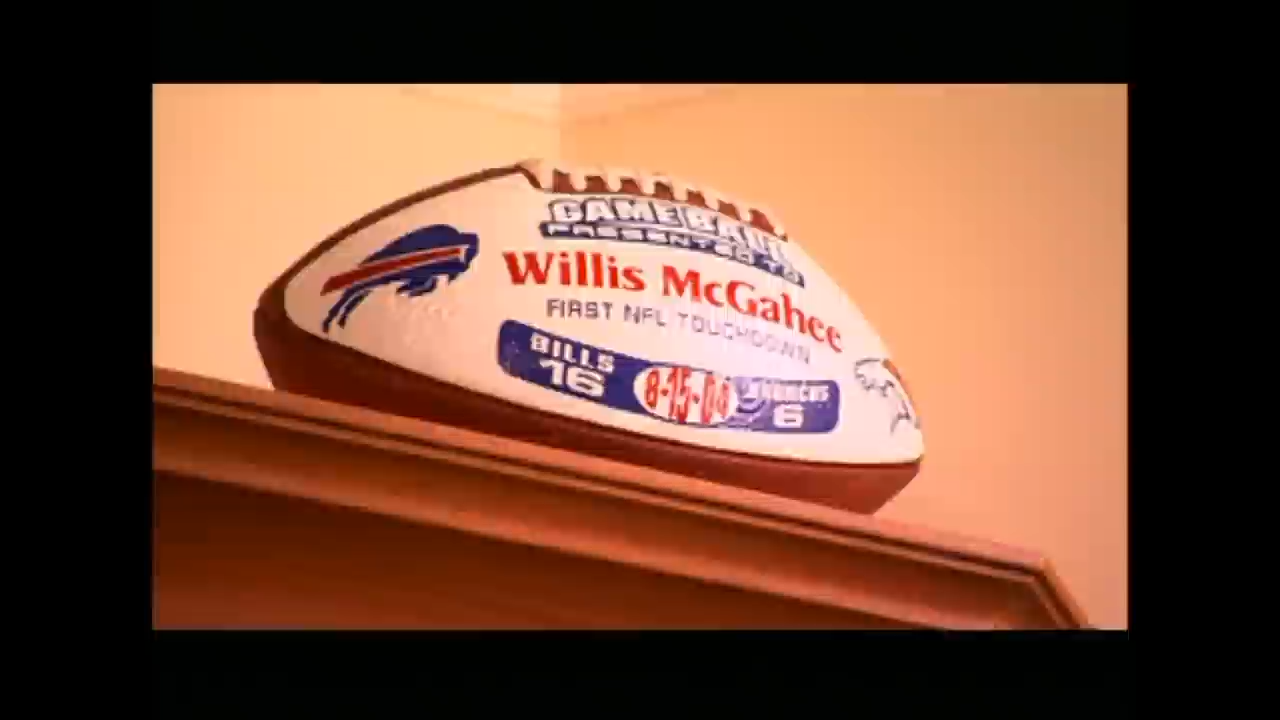 GAME BALL
PRESENTED TO
Willis McGahee
FIRST NFL TOUCHDOWN
BILLS 8-15-04 BRONCOS
16 6